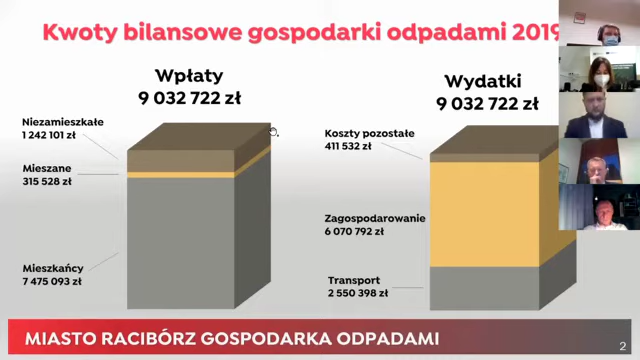 Kwoty bilansowe gospodarki odpadami 2019
Wpłaty
9 032 722 zł
Niezamieszkałe
1 242 101 zł
Mieszane
315 528 zł
Mieszkańcy
7 475 093 zł
Wydatki
9 032 722 zł
Koszty pozostałe
411 532 zł
Zagospodarowanie
6 070 792 zł
Transport
2 550 398 zł
MIASTO RACIBÓRZ GOSPODARKA ODPADAMI
2